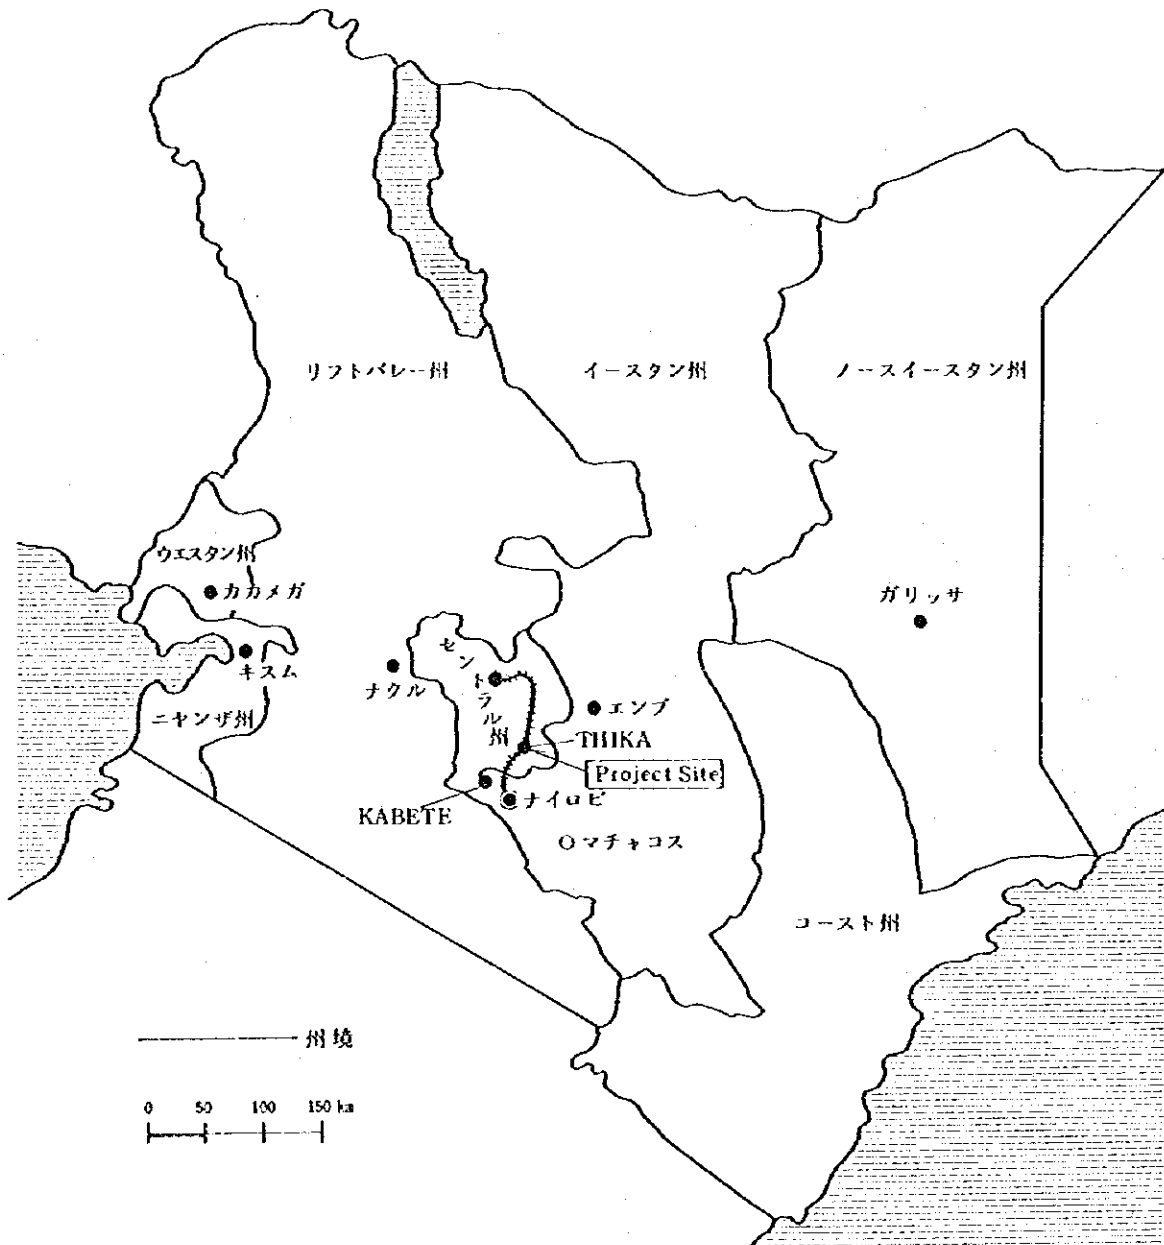 リフトバレー州
イースタン州
ノースイースタン州
ウエスタン州
カカメガ
ガリッサ
キスム
ナクル
セントラル州
ニヤンザ州
エンブ
THIKA
Project Site
KABETE
ナイロビ
マチャコス
コースト州
州境
0 50 100 150 km